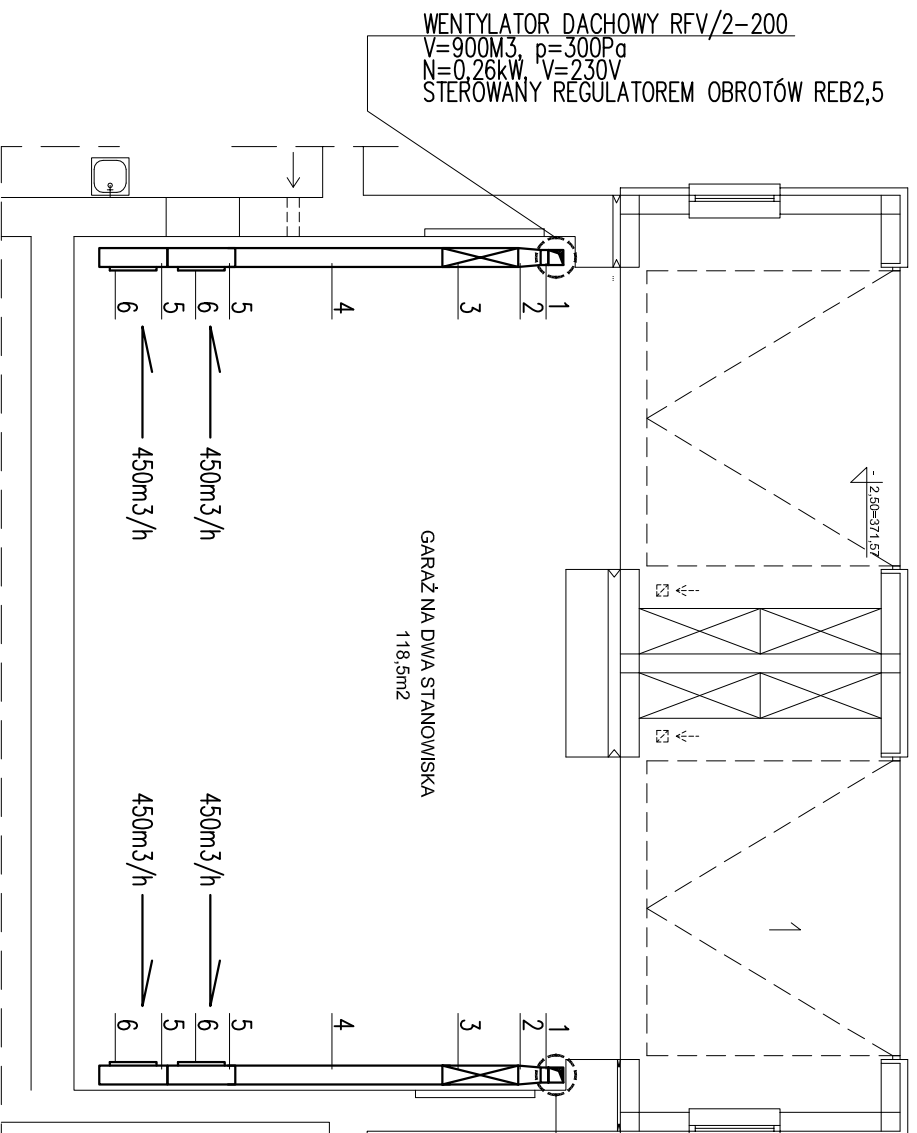 WENTYLATOR DACHOWY RFV/2-200
V=900M3, p=300Pa
N=0,26kW, V=230V
STEROWANY REGULATOREM OBROTÓW REB2,5
6 5 6 5 4 3 2 1
450m3/h
450m3/h
-
2,50=371,57
GARAŻ NA DWA STANOWISKA
118,5m2
450m3/h
450m3/h
1
6 5 6 5 4 3 2 1